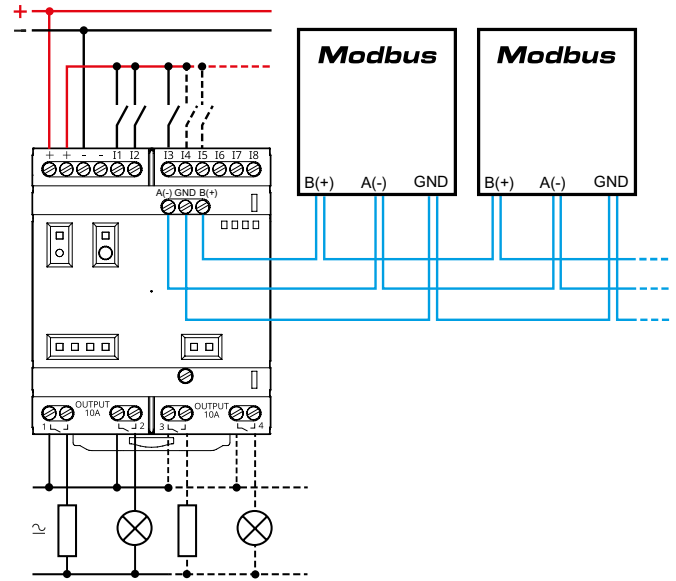 +
-
Modbus Modbus
+ + - - I1 I2 I3 I4 I5 I6 I7 I8
B(+) A(-) GND B(+) A(-) GND
A(-) GND B(+)
OUTPUT 10A OUTPUT 10A
1 2 3 4